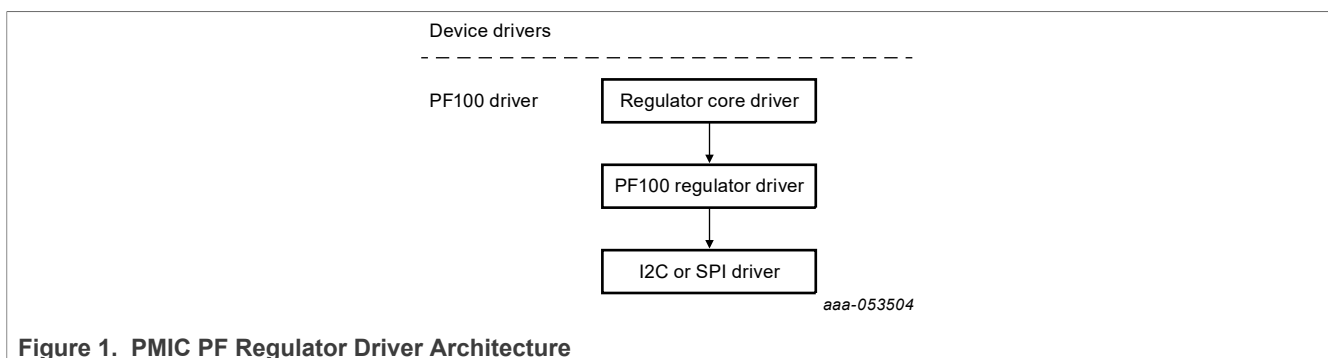 Device drivers
PF100 driver
Regulator core driver
PF100 regulator driver
I2C or SPI driver
aaa-053504
Figure 1. PMIC PF Regulator Driver Architecture